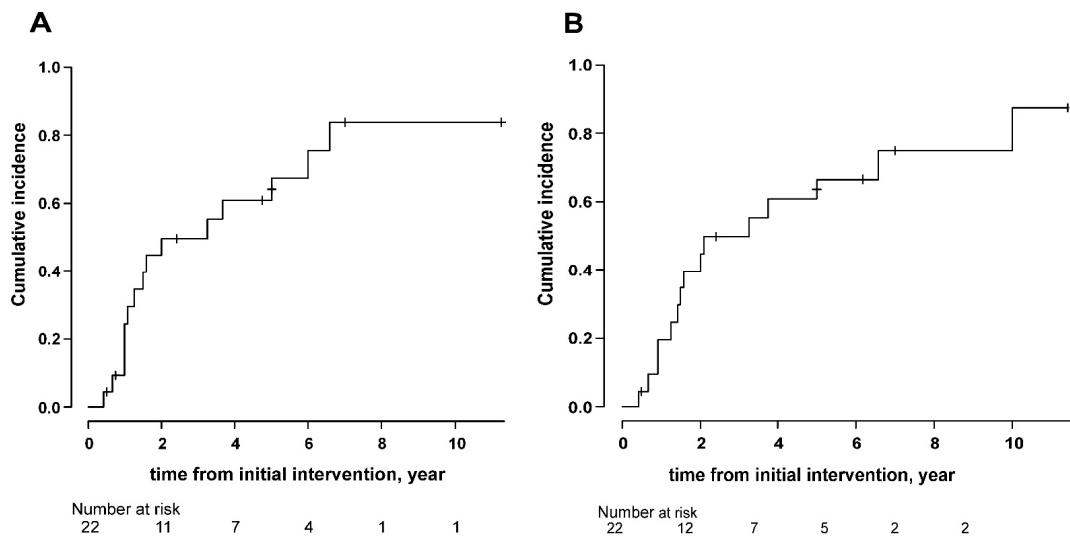 A
Cumulative incidence
1.0
0.8
0.6
0.4
0.2
0.0
0 2 4 6 8 10
time from initial intervention, year
Number at risk
22 11 7 4 1 1
B
Cumulative incidence
1.0
0.8
0.6
0.4
0.2
0.0
0 2 4 6 8 10
time from initial intervention, year
Number at risk
22 12 7 5 2 2